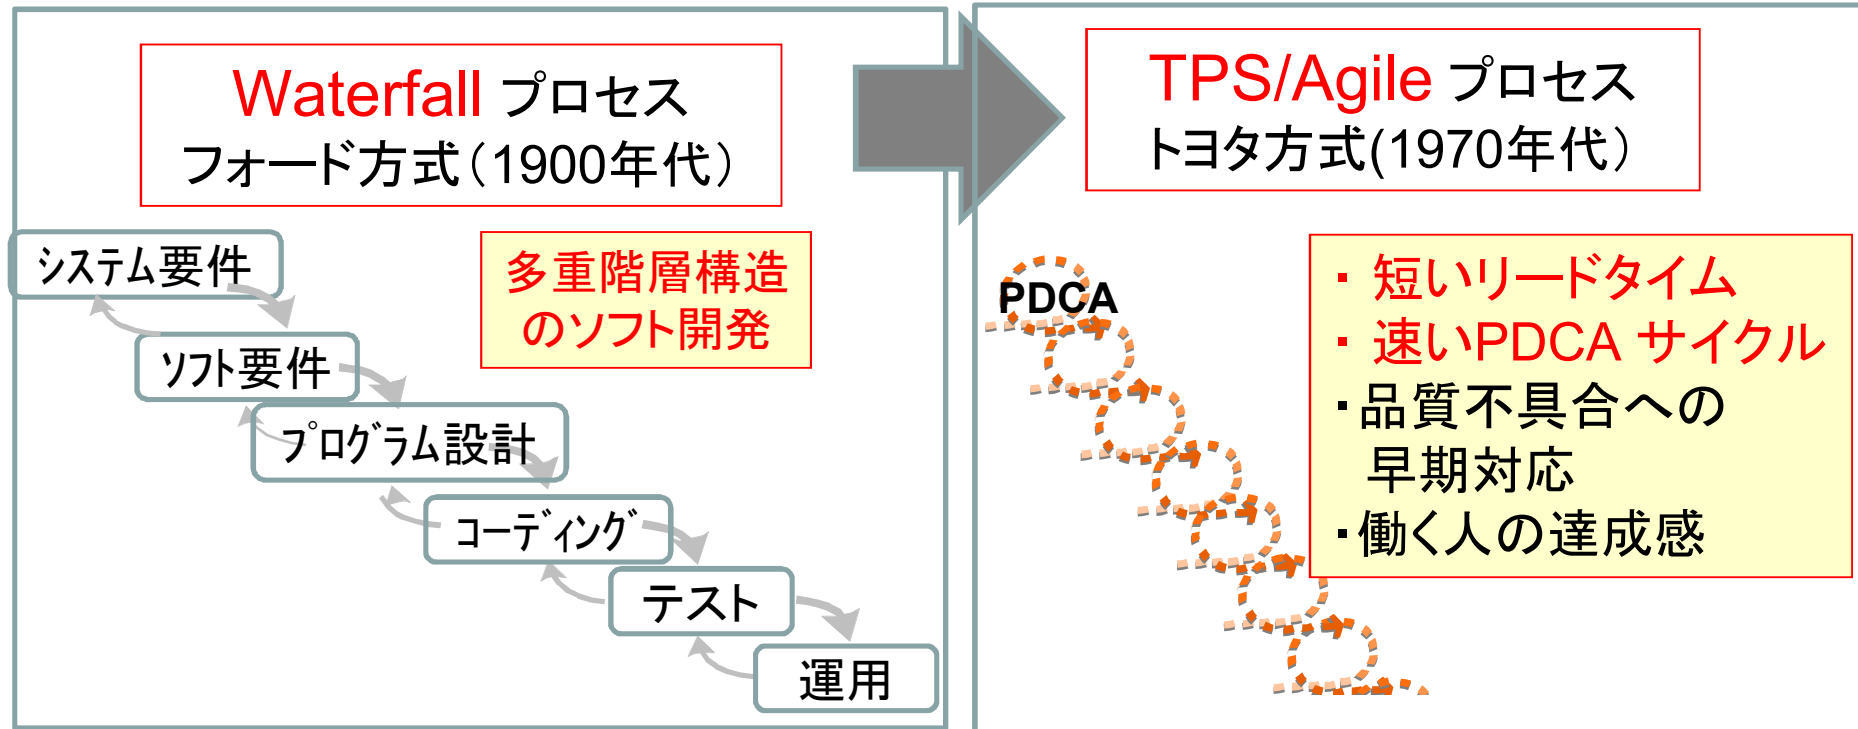 Waterfall プロセス
フォード方式（1900年代）
システム要件
ソフト要件
プログラム設計
コーディング
テスト
運用
多重階層構造
のソフト開発
TPS/Agile プロセス
トヨタ方式(1970年代）
PDCA
・ 短いリードタイム
・ 速いPDCA サイクル
・品質不具合への
早期対応
・働く人の達成感